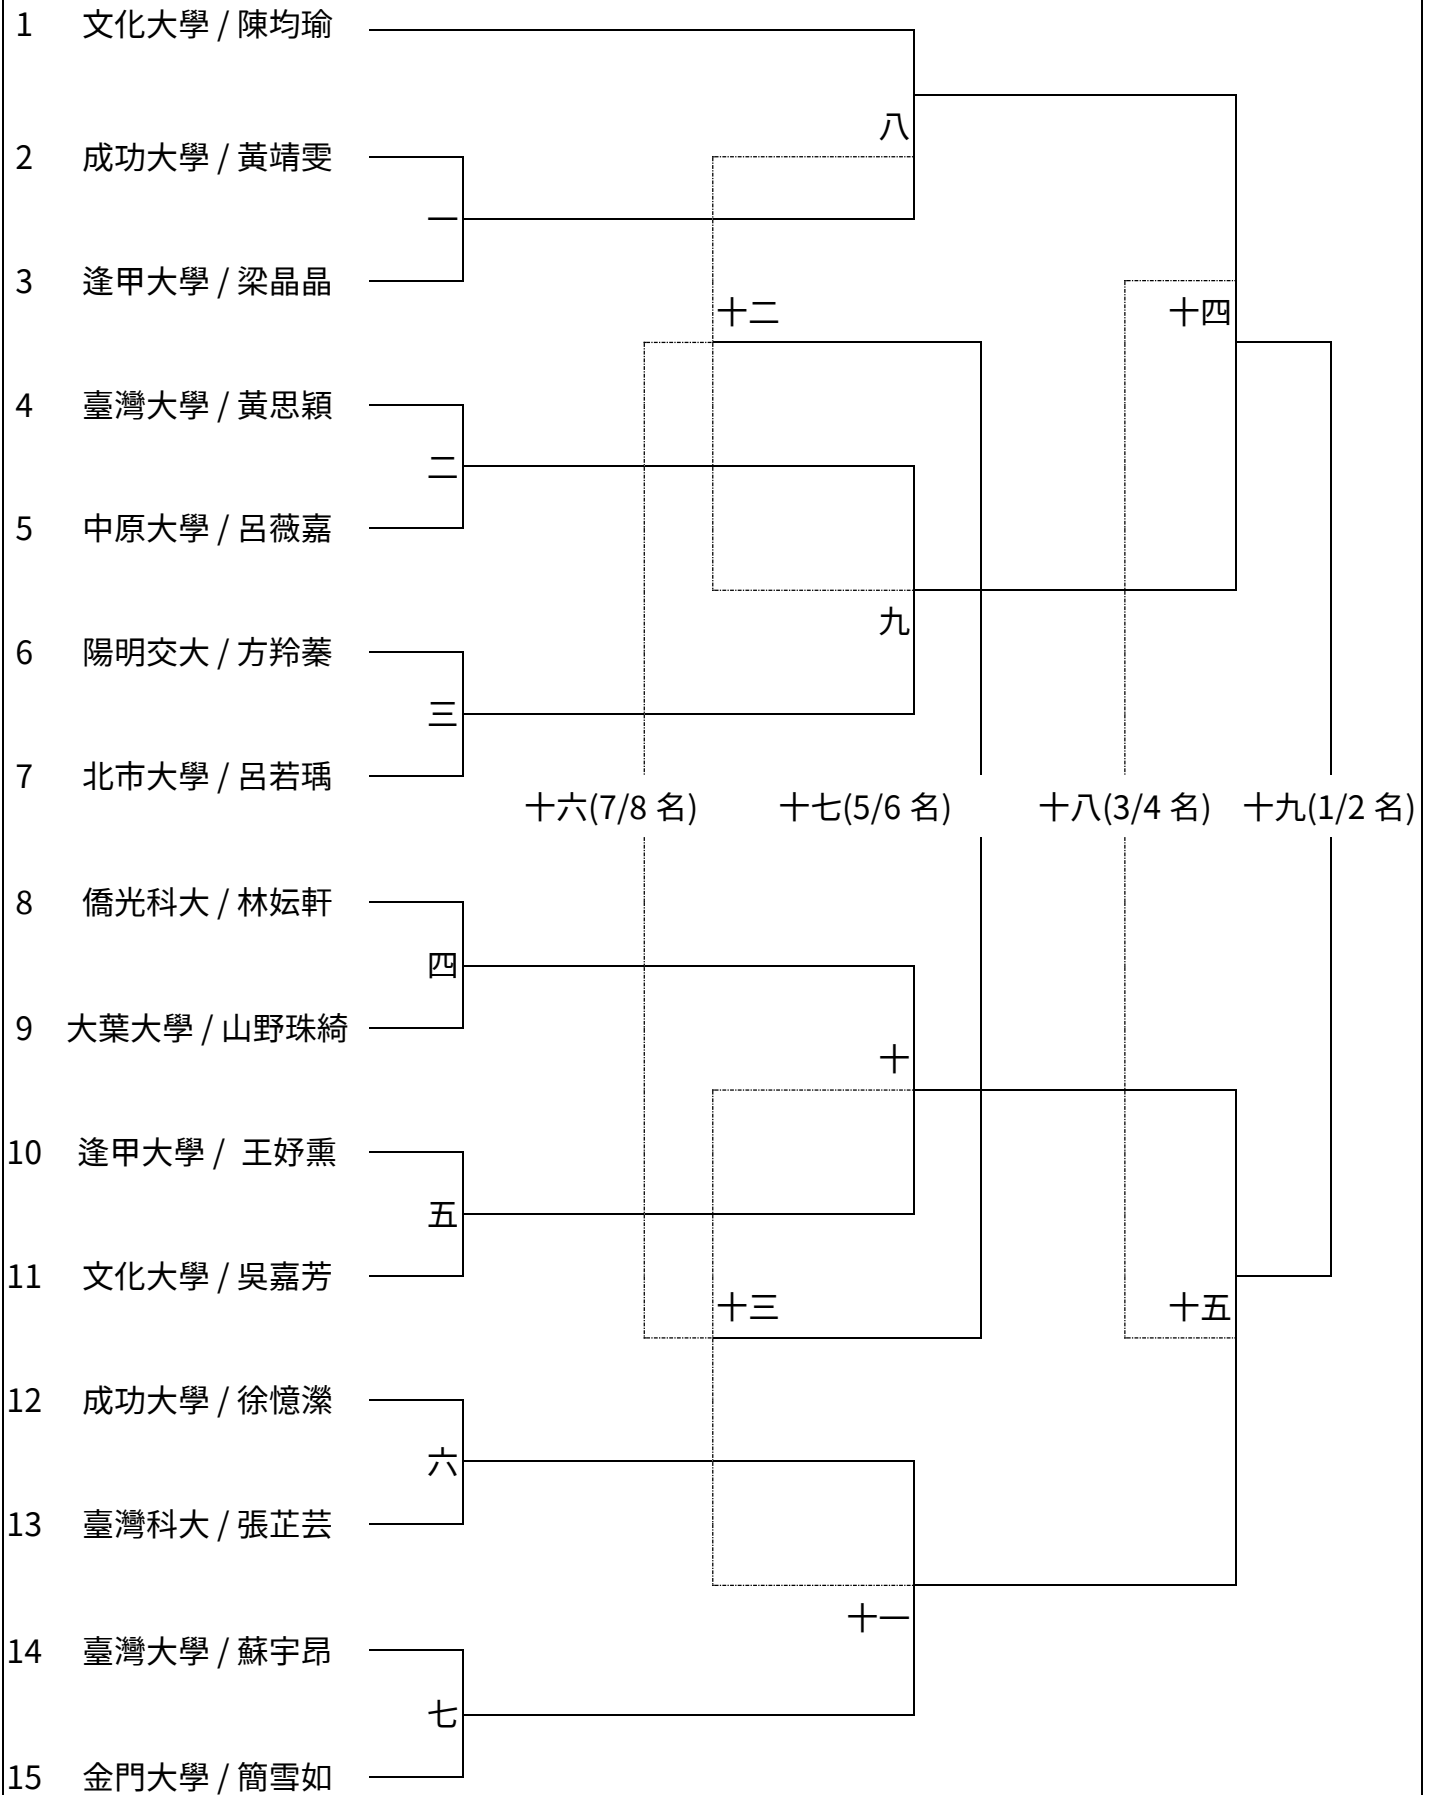 1 文化大學 / 陳均瑜
八
2 成功大學 / 黃靖雯
一
3 逢甲大學 / 梁晶晶
十二 十四
4 臺灣大學 / 黃思穎
二
5 中原大學 / 呂薇嘉
九
6 陽明交大 / 方羚蓁
三
7 北市大學 / 呂若瑀
十六(7/8 名) 十七(5/6 名) 十八(3/4 名) 十九(1/2 名)
8 僑光科大 / 林妘軒
四
9 大葉大學 / 山野珠綺
十
10 逢甲大學 / 王妤熏
五
11 文化大學 / 吳嘉芳
十三 十五
12 成功大學 / 徐憶瀠
六
13 臺灣科大 / 張芷芸
十一
14 臺灣大學 / 蘇宇昂
七
15 金門大學 / 簡雪如